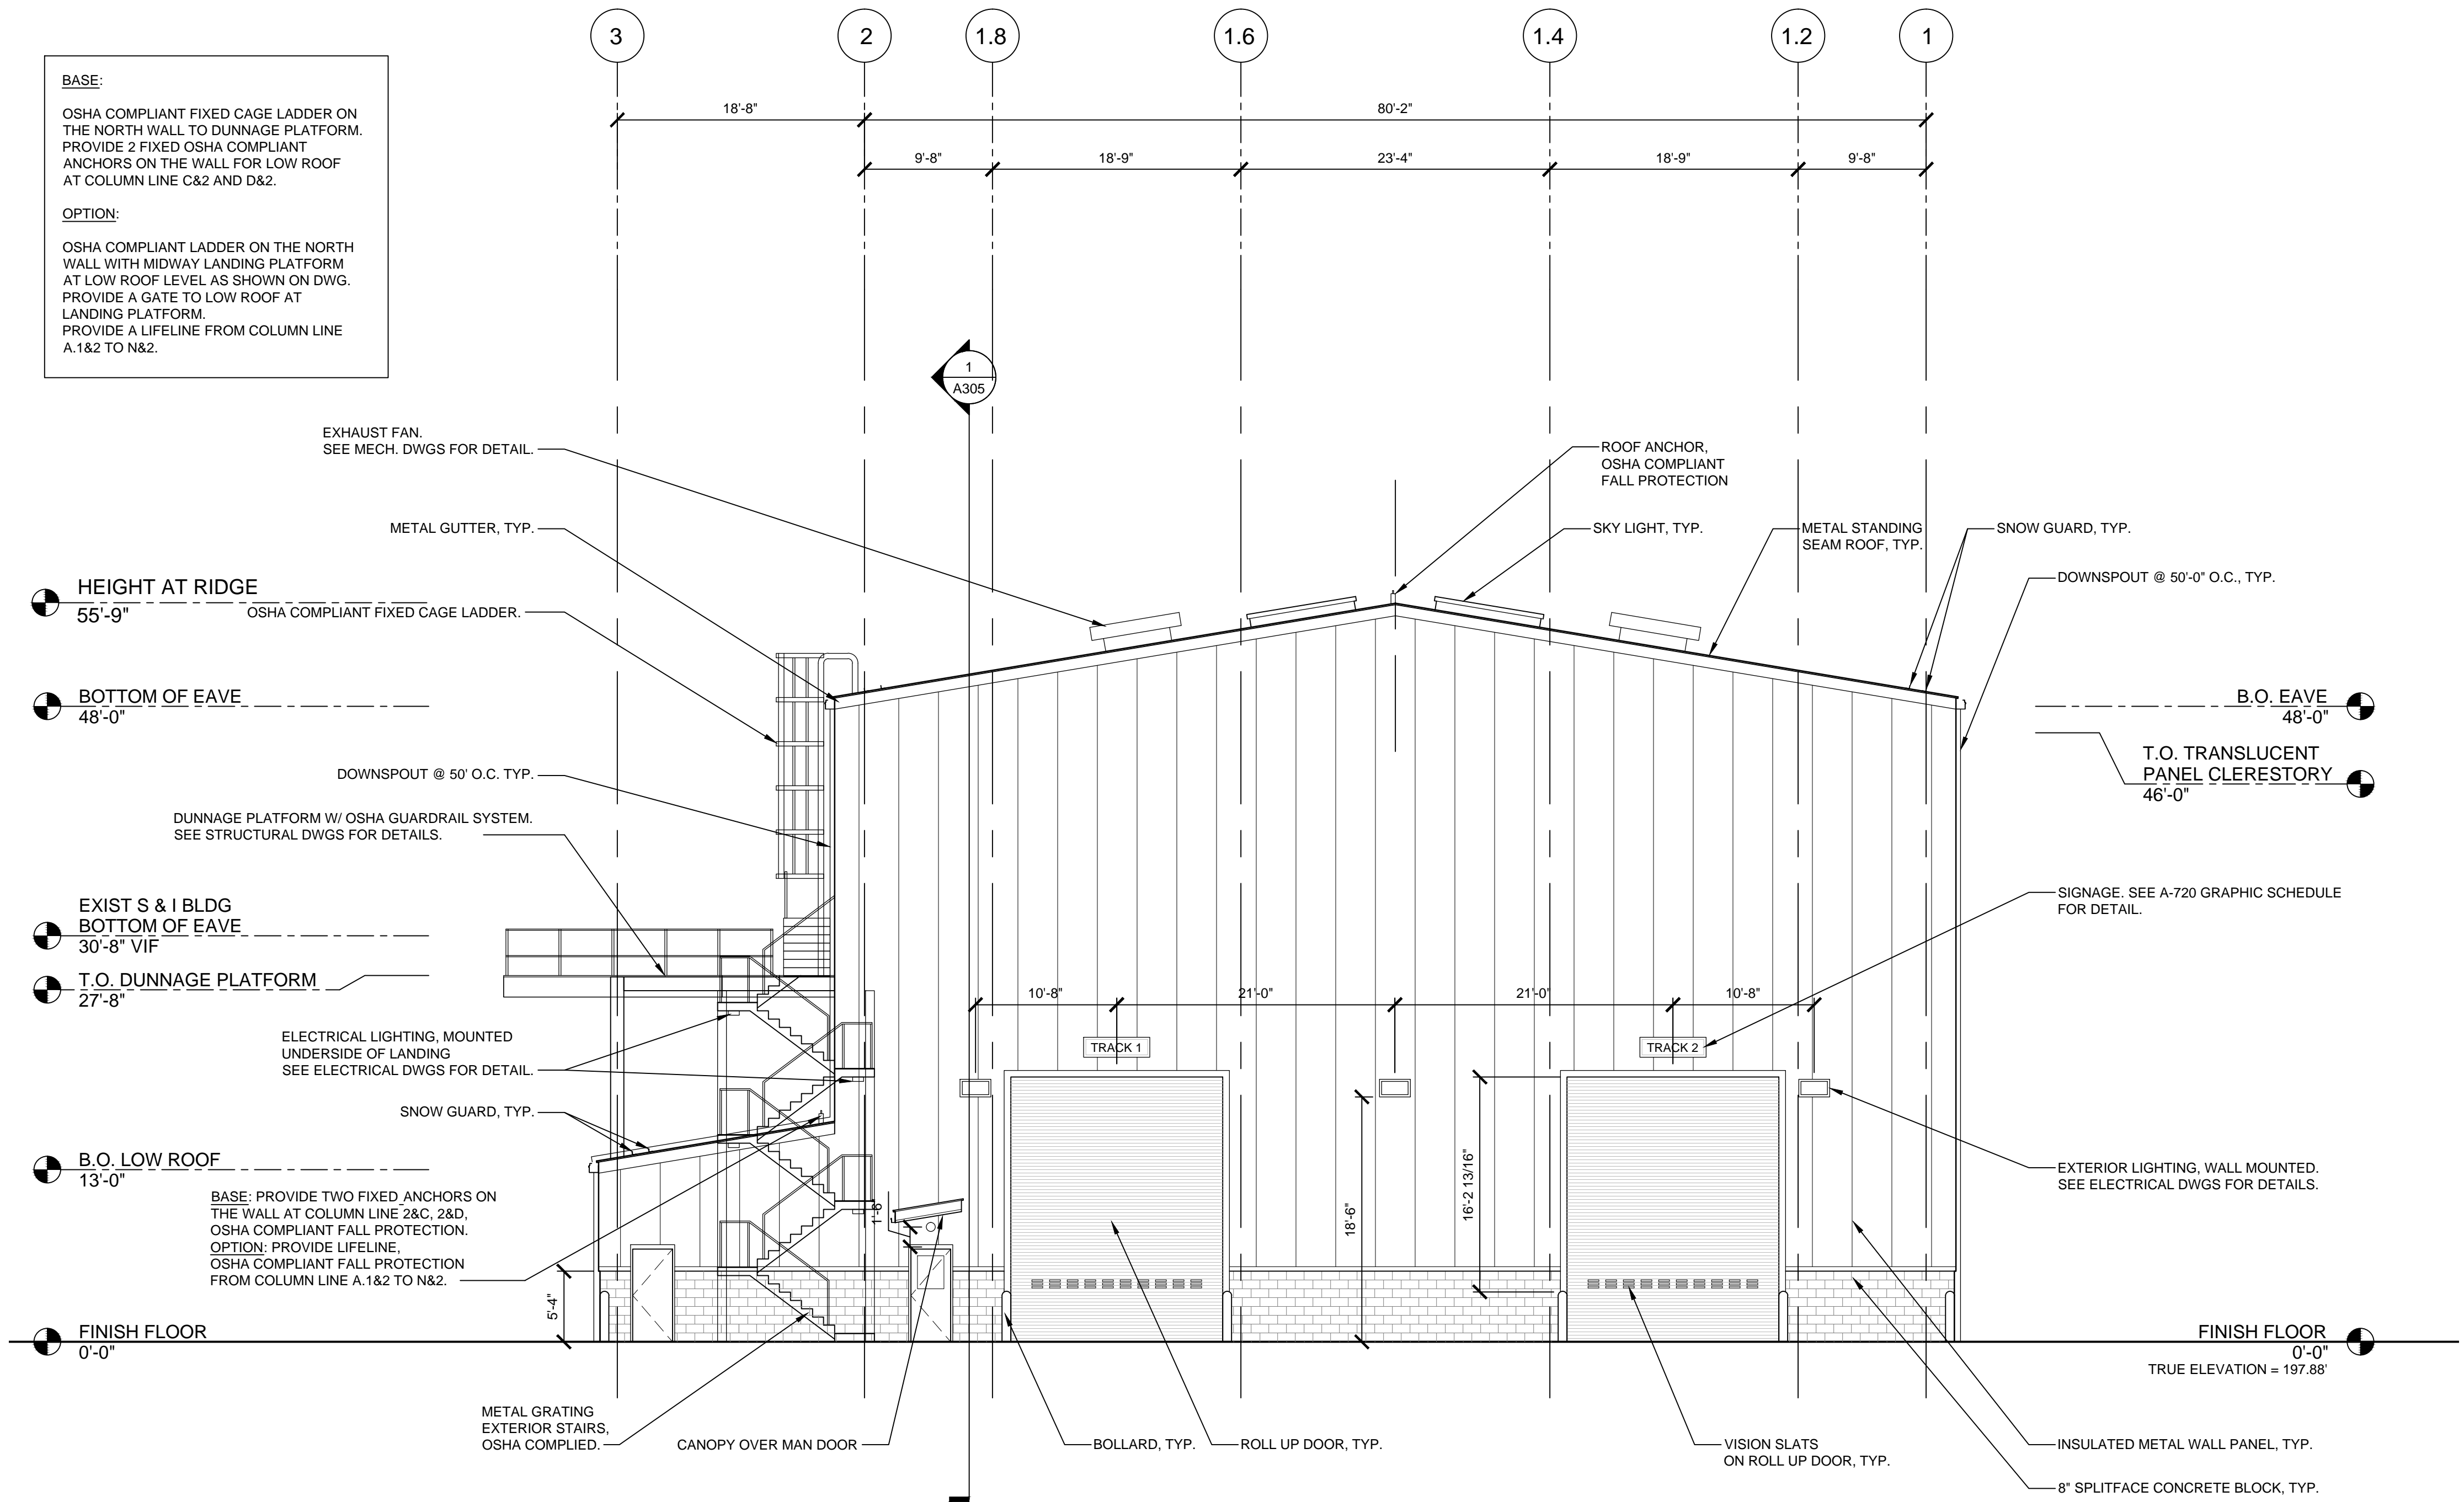 3
2
1.8
1.6
1.4
1.2
1
BASE:
OSHA COMPLIANT FIXED CAGE LADDER ON
THE NORTH WALL TO DUNNAGE PLATFORM.
PROVIDE 2 FIXED OSHA COMPLIANT
ANCHORS ON THE WALL FOR LOW ROOF
AT COLUMN LINE C&2 AND D&2.
OPTION:
OSHA COMPLIANT LADDER ON THE NORTH
WALL WITH MIDWAY LANDING PLATFORM
AT LOW ROOF LEVEL AS SHOWN ON DWG.
PROVIDE A GATE TO LOW ROOF AT
LANDING PLATFORM.
PROVIDE A LIFELINE FROM COLUMN LINE
A.1&2 TO N&2.
18'-8"
80'-2"
9'-8"
18'-9"
23'-4"
18'-9"
9'-8"
1
A305
EXHAUST FAN.
SEE MECH. DWGS FOR DETAIL.
ROOF ANCHOR,
OSHA COMPLIANT
FALL PROTECTION
METAL GUTTER, TYP.
SKY LIGHT, TYP.
METAL STANDING
SEAM ROOF, TYP.
SNOW GUARD, TYP.
DOWNSPOUT @ 50'-0" O.C., TYP.
HEIGHT AT RIDGE
55'-9"
OSHA COMPLIANT FIXED CAGE LADDER.
BOTTOM OF EAVE
48'-0"
B.O. EAVE
48'-0"
T.O. TRANSLUCENT
PANEL CLERESTORY
46'-0"
DOWNSPOUT @ 50' O.C. TYP.
DUNNAGE PLATFORM W/ OSHA GUARDRAIL SYSTEM.
SEE STRUCTURAL DWGS FOR DETAILS.
SIGNAGE. SEE A-720 GRAPHIC SCHEDULE
FOR DETAIL.
EXIST S & I BLDG
BOTTOM OF EAVE
30'-8" VIF
T.O. DUNNAGE PLATFORM
27'-8"
10'-8"
21'-0"
21'-0"
10'-8"
ELECTRICAL LIGHTING, MOUNTED
UNDERSIDE OF LANDING
SEE ELECTRICAL DWGS FOR DETAIL.
TRACK 1
TRACK 2
SNOW GUARD, TYP.
B.O. LOW ROOF
13'-0"
EXTERIOR LIGHTING, WALL MOUNTED.
SEE ELECTRICAL DWGS FOR DETAILS.
BASE: PROVIDE TWO FIXED ANCHORS ON
THE WALL AT COLUMN LINE 2&C, 2&D,
OSHA COMPLIANT FALL PROTECTION.
OPTION: PROVIDE LIFELINE,
OSHA COMPLIANT FALL PROTECTION
FROM COLUMN LINE A.1&2 TO N&2.
1'-8"
18'-6"
16'-2 13/16"
5'-4"
FINISH FLOOR
0'-0"
FINISH FLOOR
0'-0"
TRUE ELEVATION = 197.88'
METAL GRATING
EXTERIOR STAIRS,
OSHA COMPLIED.
CANOPY OVER MAN DOOR
BOLLARD, TYP.
ROLL UP DOOR, TYP.
VISION SLATS
ON ROLL UP DOOR, TYP.
INSULATED METAL WALL PANEL, TYP.
8" SPLITFACE CONCRETE BLOCK, TYP.